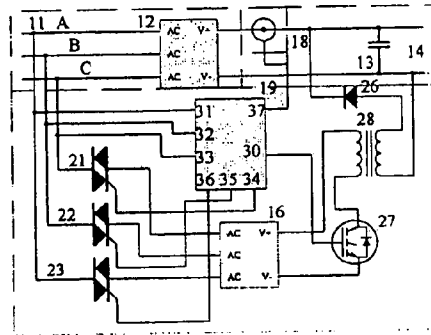 11 A 12 AC V+ 18
B AC
C AC V- 13 14
19 26
31 37 28
32
33 30
21 36 35 34
22 16
AC V+ 27
AC
23 AC V-